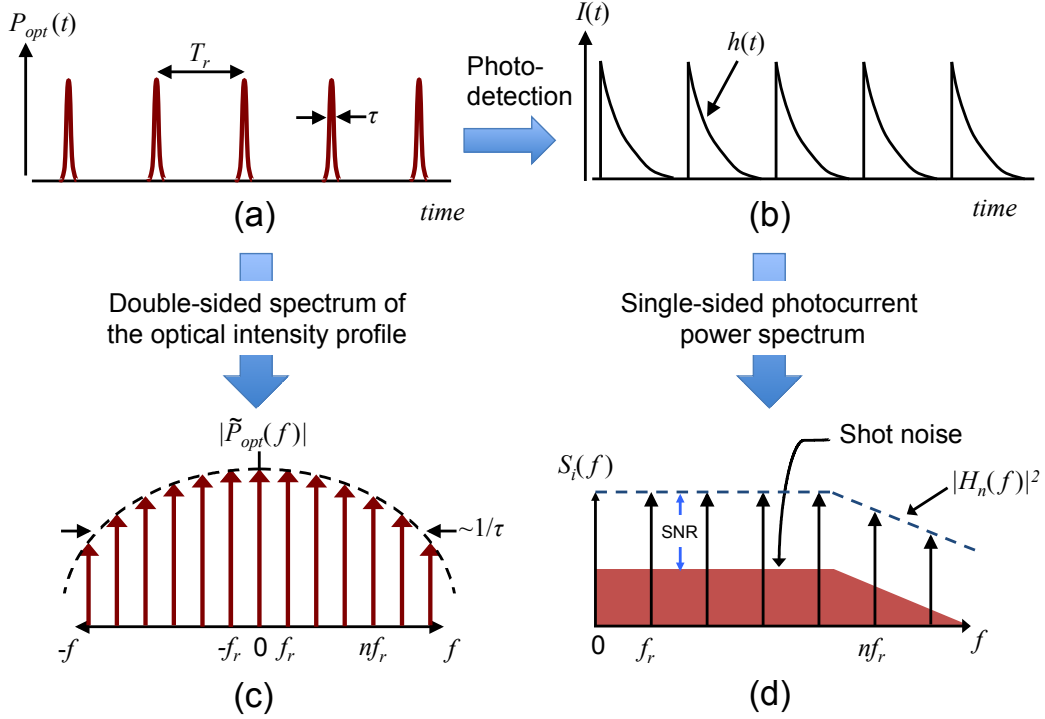 P_opt(t)
T_r
τ
time
(a)
Photo-
detection
I(t)
h(t)
time
(b)
Double-sided spectrum of
the optical intensity profile
Single-sided photocurrent
power spectrum
|P̃_opt(f)|
~1/τ
-f
-f_r
0
f_r
nf_r
f
(c)
Shot noise
S_i(f)
|H_n(f)|²
SNR
0
f_r
nf_r
f
(d)